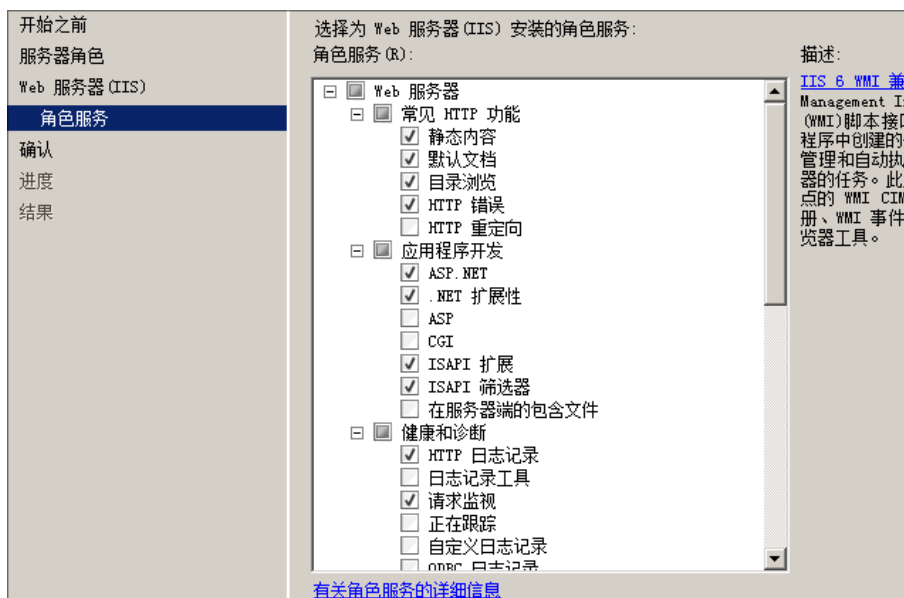 开始之前
服务器角色
Web 服务器(IIS)
角色服务
确认
进度
结果
选择为 Web 服务器(IIS) 安装的角色服务:
角色服务(R):
Web 服务器
常见 HTTP 功能
静态内容
默认文档
目录浏览
HTTP 错误
HTTP 重定向
应用程序开发
ASP.NET
.NET 扩展性
ASP
CGI
ISAPI 扩展
ISAPI 筛选器
在服务器端的包含文件
健康和诊断
HTTP 日志记录
日志记录工具
请求监视
正在跟踪
自定义日志记录
ODBC 日志记录
有关角色服务的详细信息
描述:
IIS 6 WMI 兼
Management I
(WMI)脚本接
程序中创建的
管理和自动执
器的任务。此
点的 WMI CIM
册、WMI 事件
览器工具。